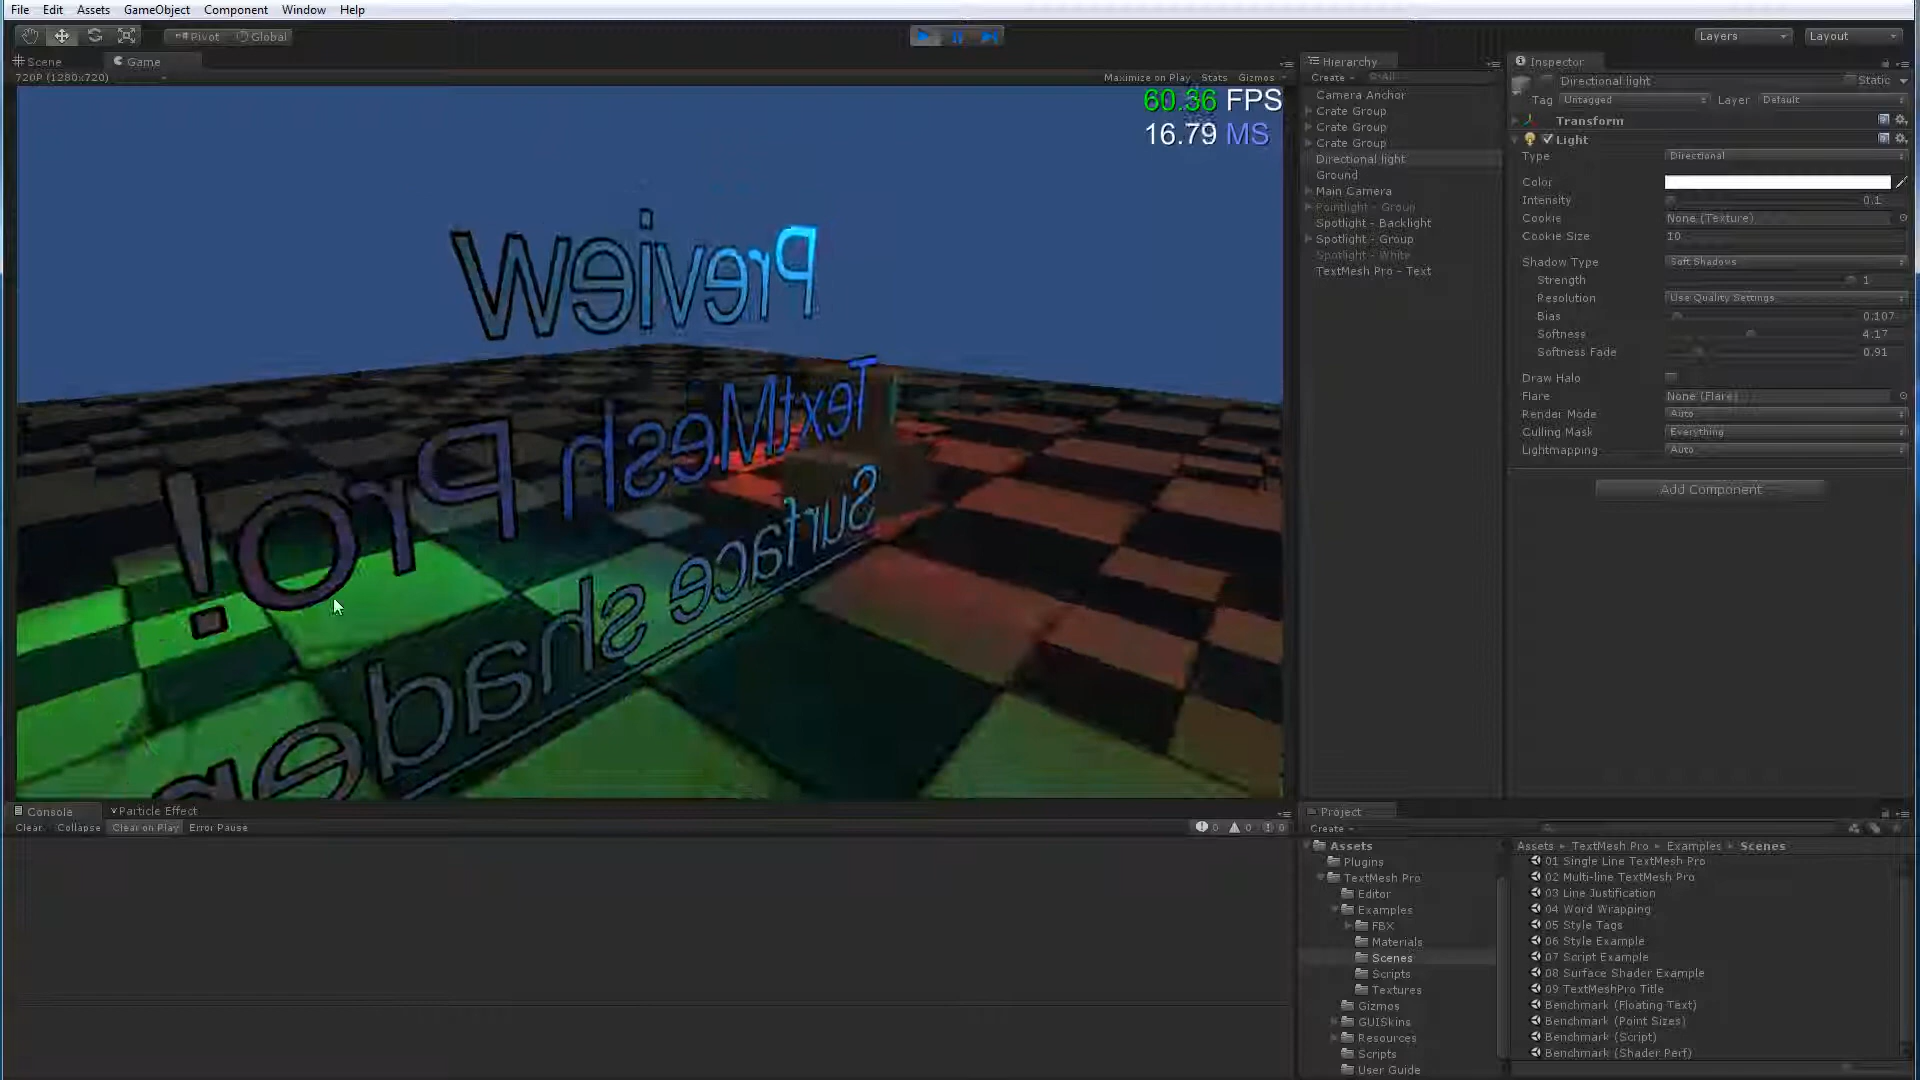 File Edit Assets GameObject Component Window Help
Pivot Global
Layers
Layout
Scene
Game
720P (1280x720)
Maximize on Play Stats Gizmos
60.36 FPS
16.79 MS
Preview
TextMesh Pro!
Surface shader
Hierarchy
Create All
Camera Anchor
Crate Group
Crate Group
Crate Group
Directional light
Ground
Main Camera
Pointlight - Group
Spotlight - Backlight
Spotlight - Group
Spotlight - White
TextMesh Pro - Text
Inspector
Directional light
Static
Tag Untagged Layer Default
Transform
Light
Type Directional
Color
Intensity 0.1
Cookie None (Texture)
Cookie Size 10
Shadow Type Soft Shadows
Strength 1
Resolution Use Quality Settings
Bias 0.107
Softness 4.17
Softness Fade 0.91
Draw Halo
Flare None (Flare)
Render Mode Auto
Culling Mask Everything
Lightmapping Auto
Add Component
Console
Particle Effect
Clear Collapse Clear on Play Error Pause
0 0 0
Project
Create
Assets
Plugins
TextMesh Pro
Editor
Examples
FBX
Materials
Scenes
Scripts
Textures
Gizmos
GUISkins
Resources
Scripts
User Guide
Assets TextMesh Pro Examples Scenes
01 Single Line TextMesh Pro
02 Multi-line TextMesh Pro
03 Line Justification
04 Word Wrapping
05 Style Tags
06 Style Example
07 Script Example
08 Surface Shader Example
09 TextMeshPro Title
Benchmark (Floating Text)
Benchmark (Point Sizes)
Benchmark (Script)
Benchmark (Shader Perf)